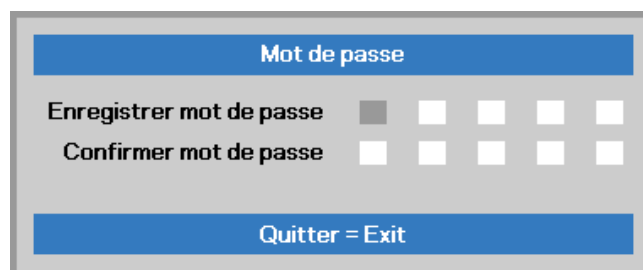 Mot de passe
Enregistrer mot de passe
Confirmer mot de passe
Quitter = Exit